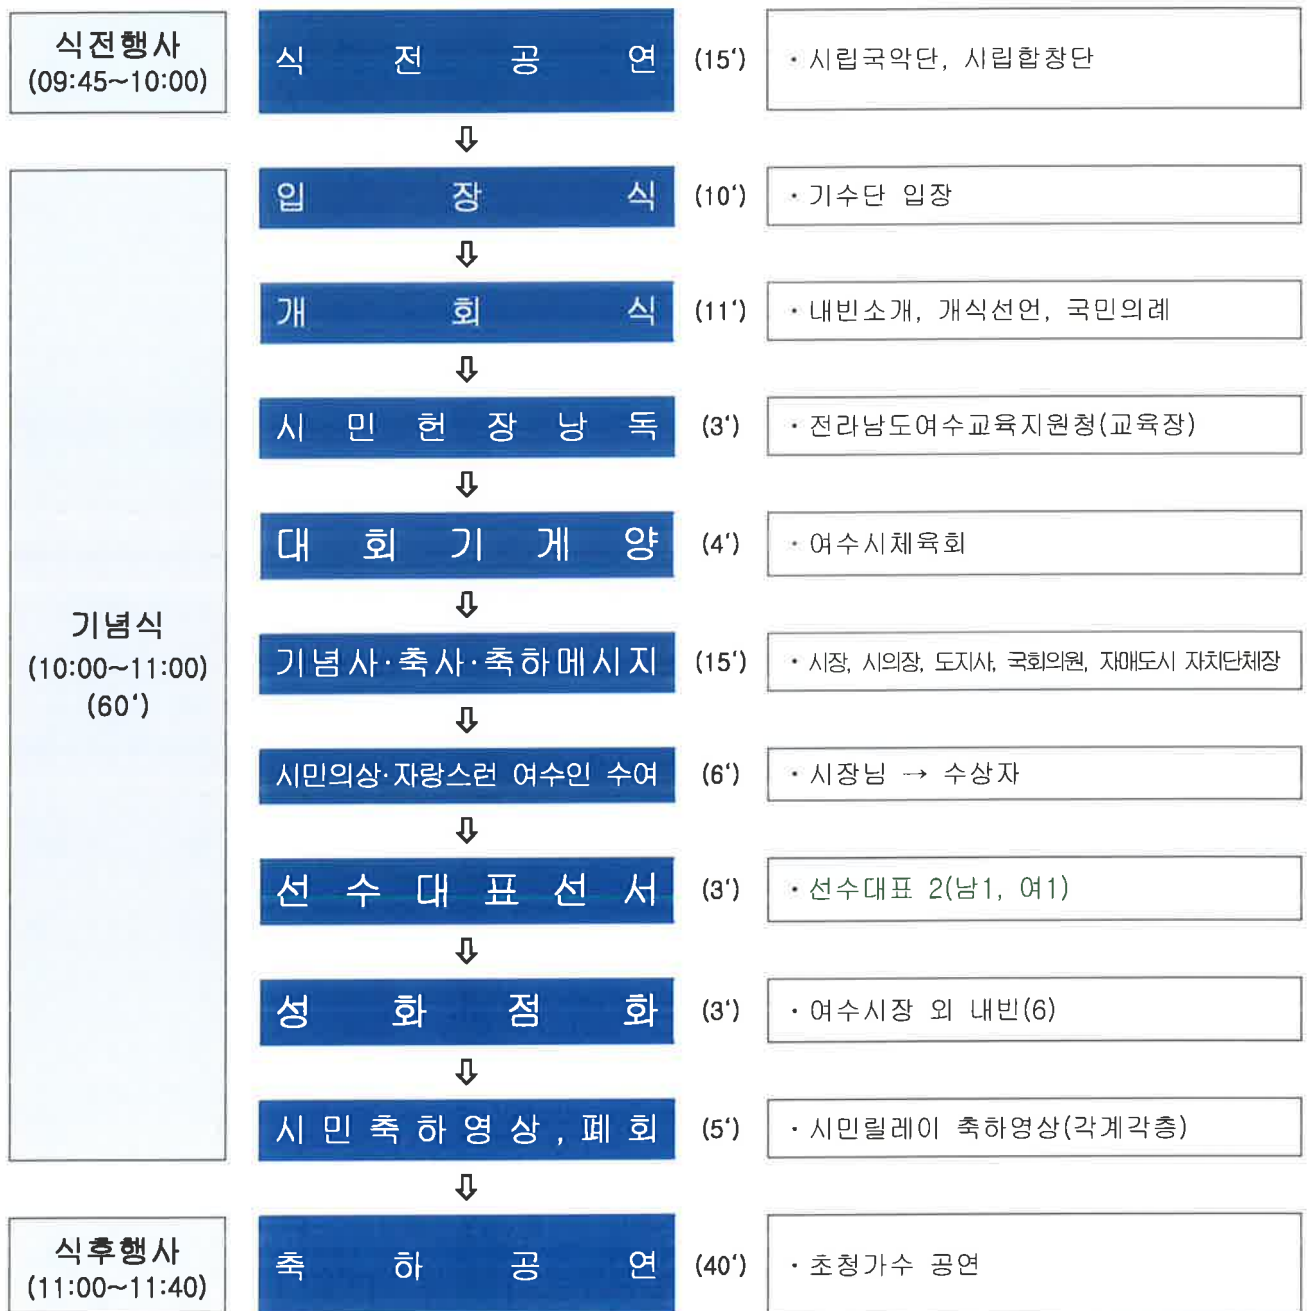 식전행사
(09:45~10:00)
식 전 공 연 (15‘) · 시립국악단, 시립합창단
⇩
입 장 식 (10‘) · 기수단 입장
⇩
개 회 식 (11‘) · 내빈소개, 개식선언, 국민의례
⇩
시 민 헌 장 낭 독 (3‘) · 전라남도여수교육지원청(교육장)
⇩
대 회 기 게 양 (4‘) · 여수시체육회
⇩
기념식
(10:00~11:00)
(60‘)
기념사·축사·축하메시지 (15‘) · 시장, 시의장, 도지사, 국회의원, 자매도시 자치단체장
⇩
시민의상·자랑스런 여수인 수여 (6‘) · 시장님 → 수상자
⇩
선 수 대 표 선 서 (3‘) · 선수대표 2(남1, 여1)
⇩
성 화 점 화 (3‘) · 여수시장 외 내빈(6)
⇩
시 민 축 하 영 상 , 폐 회 (5‘) · 시민릴레이 축하영상(각계각층)
⇩
식후행사
(11:00~11:40)
축 하 공 연 (40‘) · 초청가수 공연